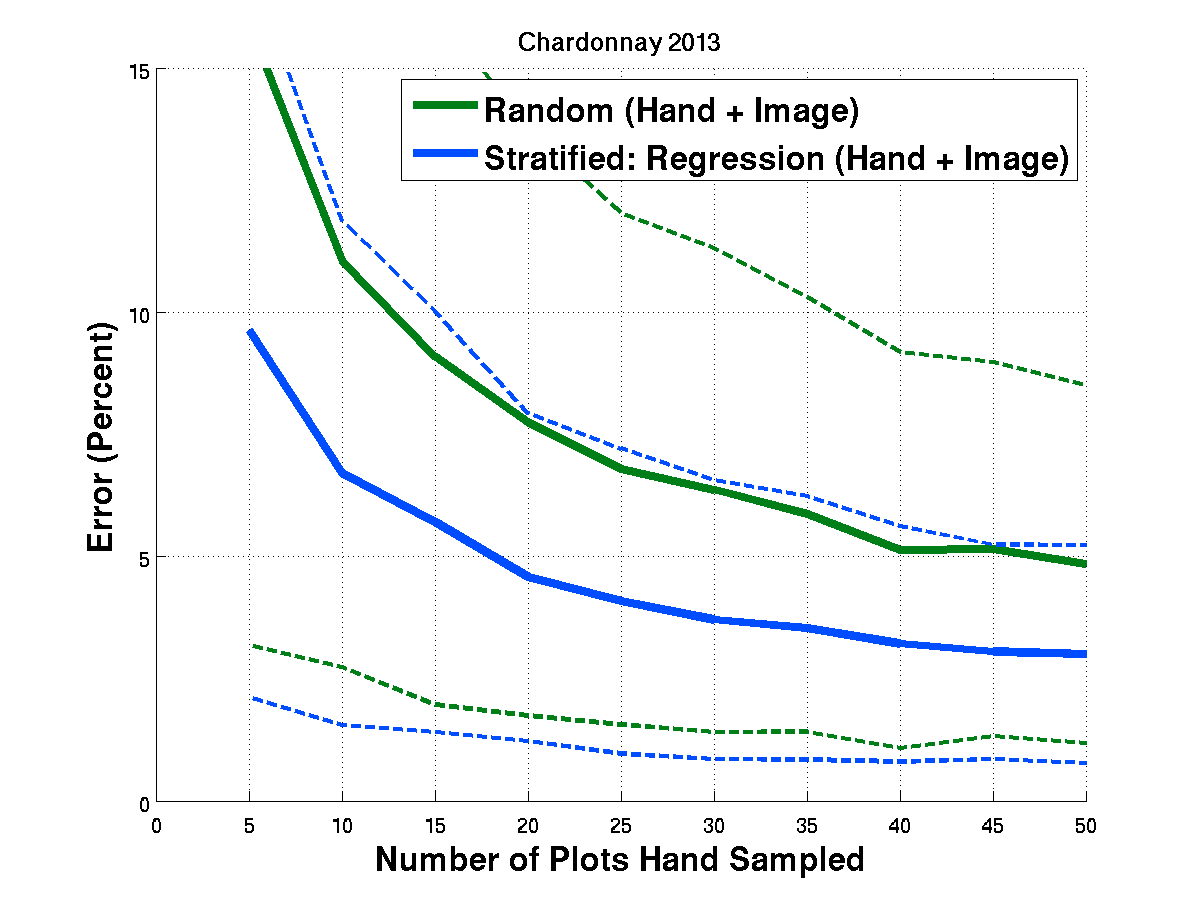 Chardonnay 2013
Random (Hand + Image)
Stratified: Regression (Hand + Image)
15
10
5
0
Error (Percent)
0 5 10 15 20 25 30 35 40 45 50
Number of Plots Hand Sampled